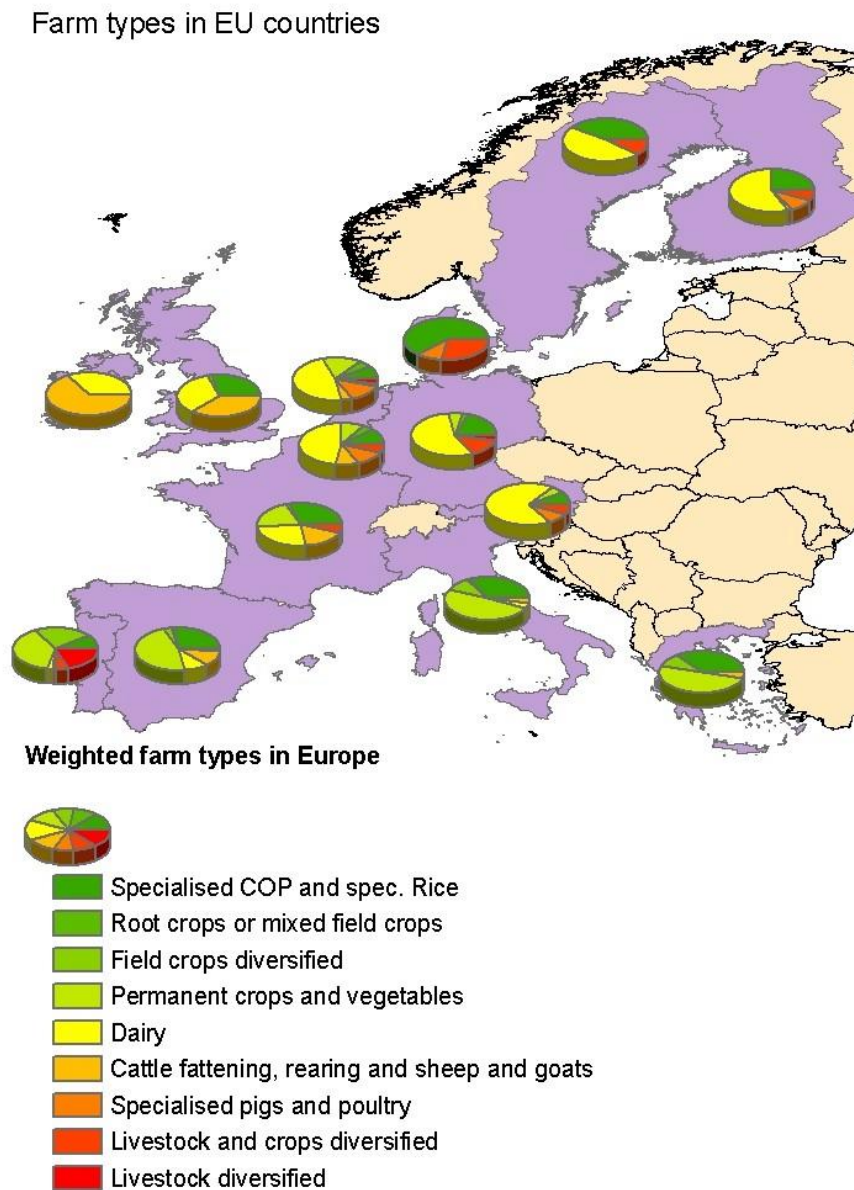 Farm types in EU countries
Weighted farm types in Europe
Specialised COP and spec. Rice
Root crops or mixed field crops
Field crops diversified
Permanent crops and vegetables
Dairy
Cattle fattening, rearing and sheep and goats
Specialised pigs and poultry
Livestock and crops diversified
Livestock diversified